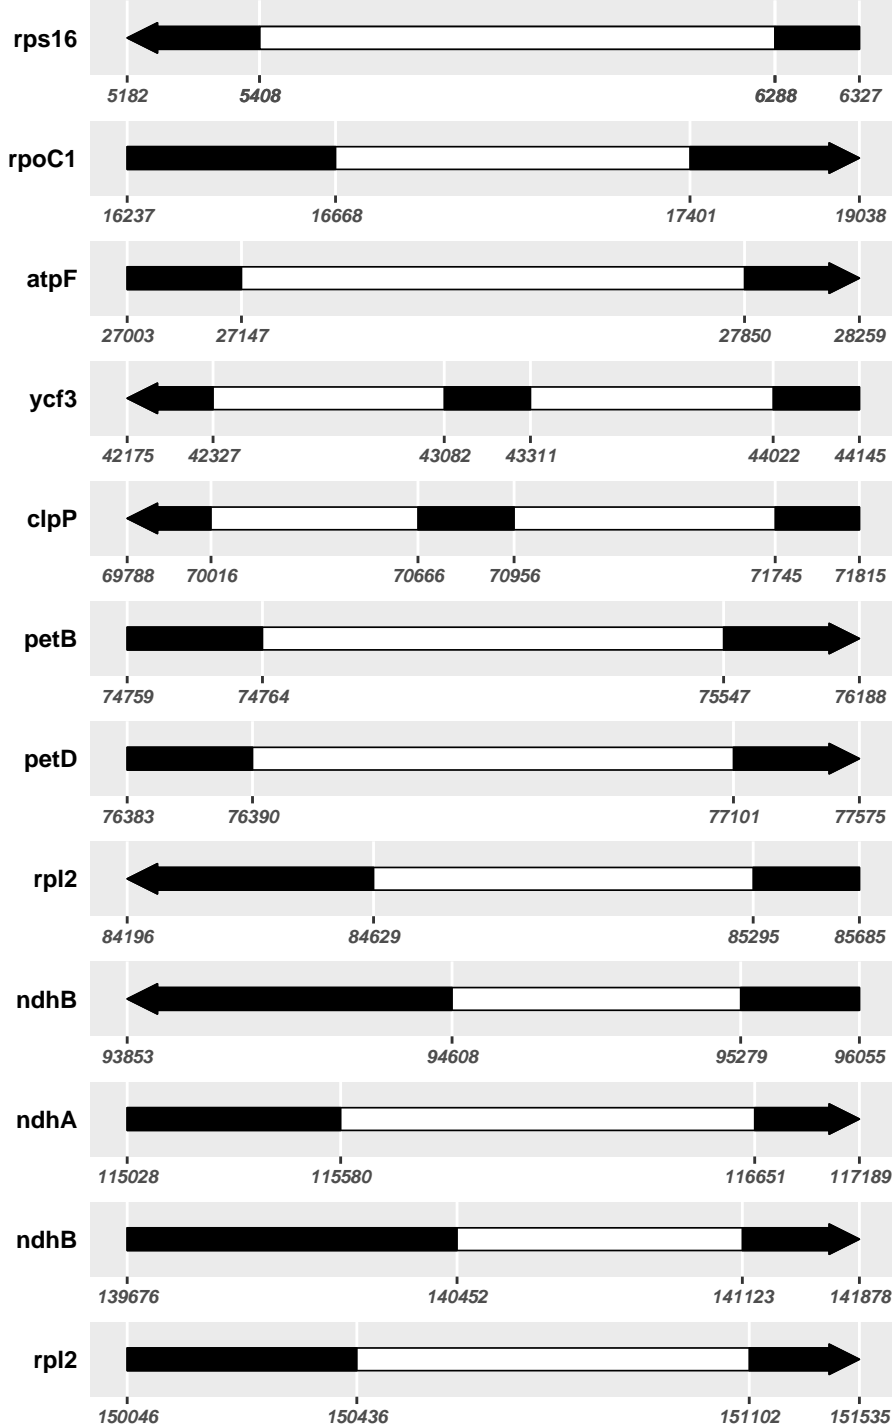 rps16
5182 5408 6288 6327
rpoC1
16237 16668 17401 19038
atpF
27003 27147 27850 28259
ycf3
42175 42327 43082 43311 44022 44145
clpP
69788 70016 70666 70956 71745 71815
petB
74759 74764 75547 76188
petD
76383 76390 77101 77575
rpl2
84196 84629 85295 85685
ndhB
93853 94608 95279 96055
ndhA
115028 115580 116651 117189
ndhB
139676 140452 141123 141878
rpl2
150046 150436 151102 151535